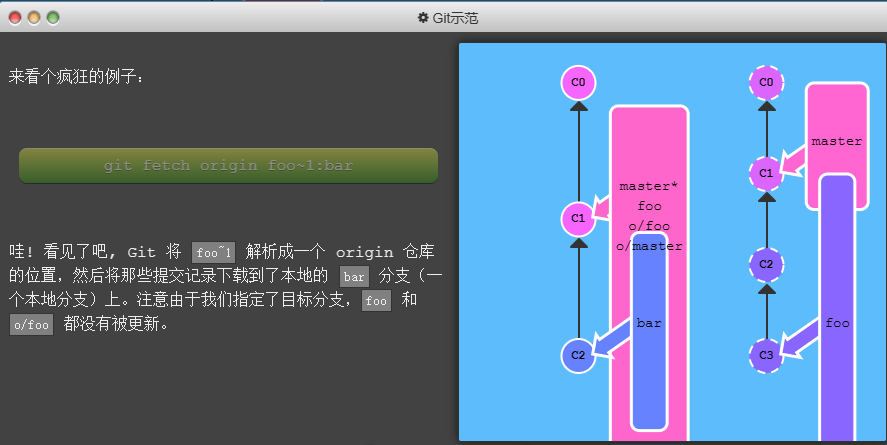 Git示范
来看个疯狂的例子：
git fetch origin foo~1:bar
哇! 看见了吧, Git 将 foo~1 解析成一个 origin 仓库
的位置，然后将那些提交记录下载到了本地的 bar 分支（一
个本地分支）上。注意由于我们指定了目标分支，foo 和
o/foo 都没有被更新。
C0
C1
C2
master*
foo
o/foo
o/master
bar
C0
C1
C2
C3
master
foo